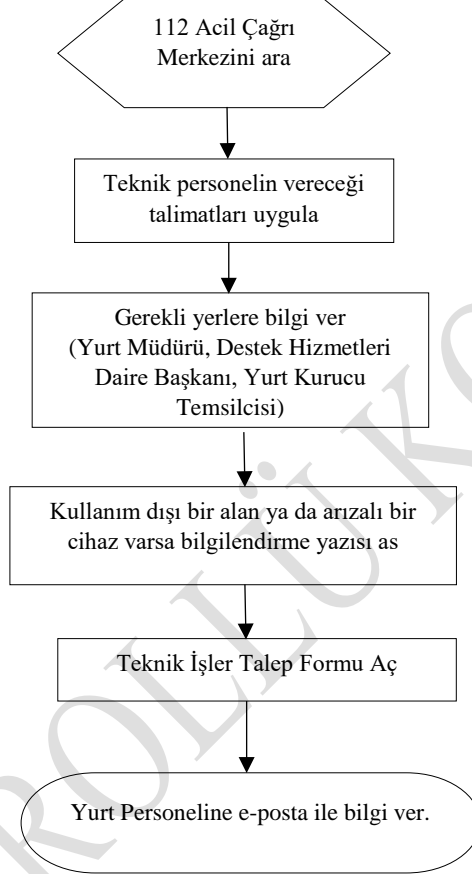 112 Acil Çağrı
Merkezini ara
Teknik personelin vereceği
talimatları uygula
Gerekli yerlere bilgi ver
(Yurt Müdürü, Destek Hizmetleri
Daire Başkanı, Yurt Kurucu
Temsilcisi)
Kullanım dışı bir alan ya da arızalı bir
cihaz varsa bilgilendirme yazısı as
Teknik İşler Talep Formu Aç
Yurt Personeline e-posta ile bilgi ver.